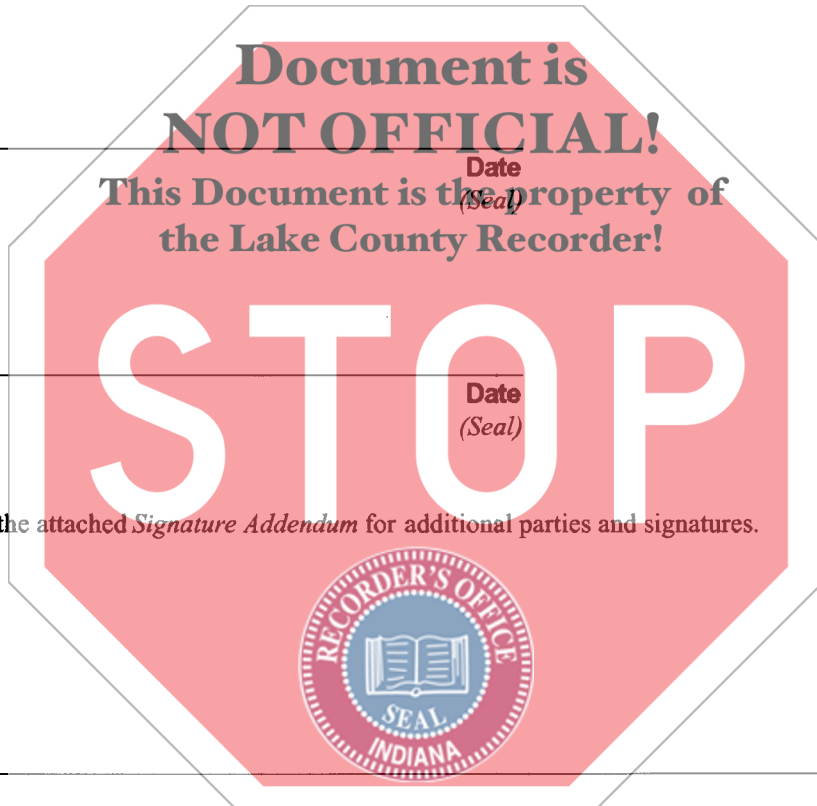 Document is
NOT OFFICIAL!
Date
This Document is the property of
(Seal)
the Lake County Recorder!
STOP
Date
(Seal)
the attached Signature Addendum for additional parties and signatures.
RECORDER'S OFFICE
SEAL
INDIANA